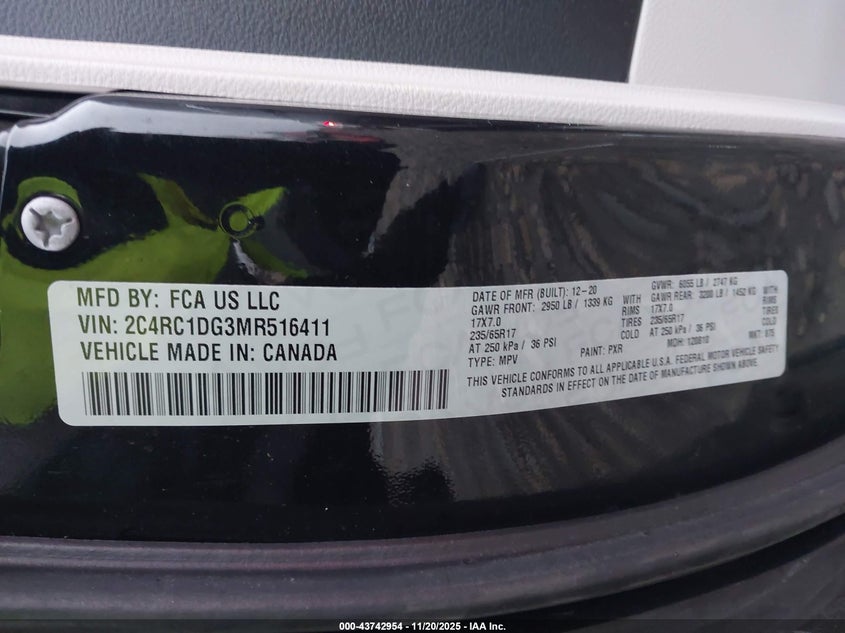 MFD BY: FCA US LLC
VIN: 2C4RC1DG3MR516411
VEHICLE MADE IN: CANADA
DATE OF MFR (BUILT): 12-20 GVWR: 6055 LB / 2747 KG
GAWR FRONT: 2950 LB / 1339 KG GAWR REAR: 3200 LB / 1452 KG
17X7.0 RIMS 17X7.0 RIMS
235/65R17 TIRES 235/65R17 TIRES
AT 250 kPa / 36 PSI COLD AT 250 kPa / 36 PSI COLD
TYPE: MPV PAINT: PXR MDH: 120810 MKT: 875
THIS VEHICLE CONFORMS TO ALL APPLICABLE U.S.A. FEDERAL MOTOR VEHICLE SAFETY
STANDARDS IN EFFECT ON THE DATE OF MANUFACTURE SHOWN ABOVE.
000-43742954 - 11/20/2025 - IAA Inc.